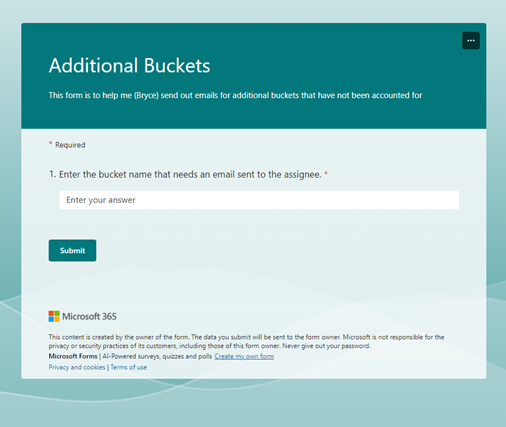 ...
Additional Buckets
This form is to help me (Bryce) send out emails for additional buckets that have not been accounted for
* Required
1. Enter the bucket name that needs an email sent to the assignee. *
Enter your answer
Submit
Microsoft 365
This content is created by the owner of the form. The data you submit will be sent to the form owner. Microsoft is not responsible for the
privacy or security practices of its customers, including those of this form owner. Never give out your password.
Microsoft Forms | AI-Powered surveys, quizzes and polls Create my own form
Privacy and cookies | Terms of use